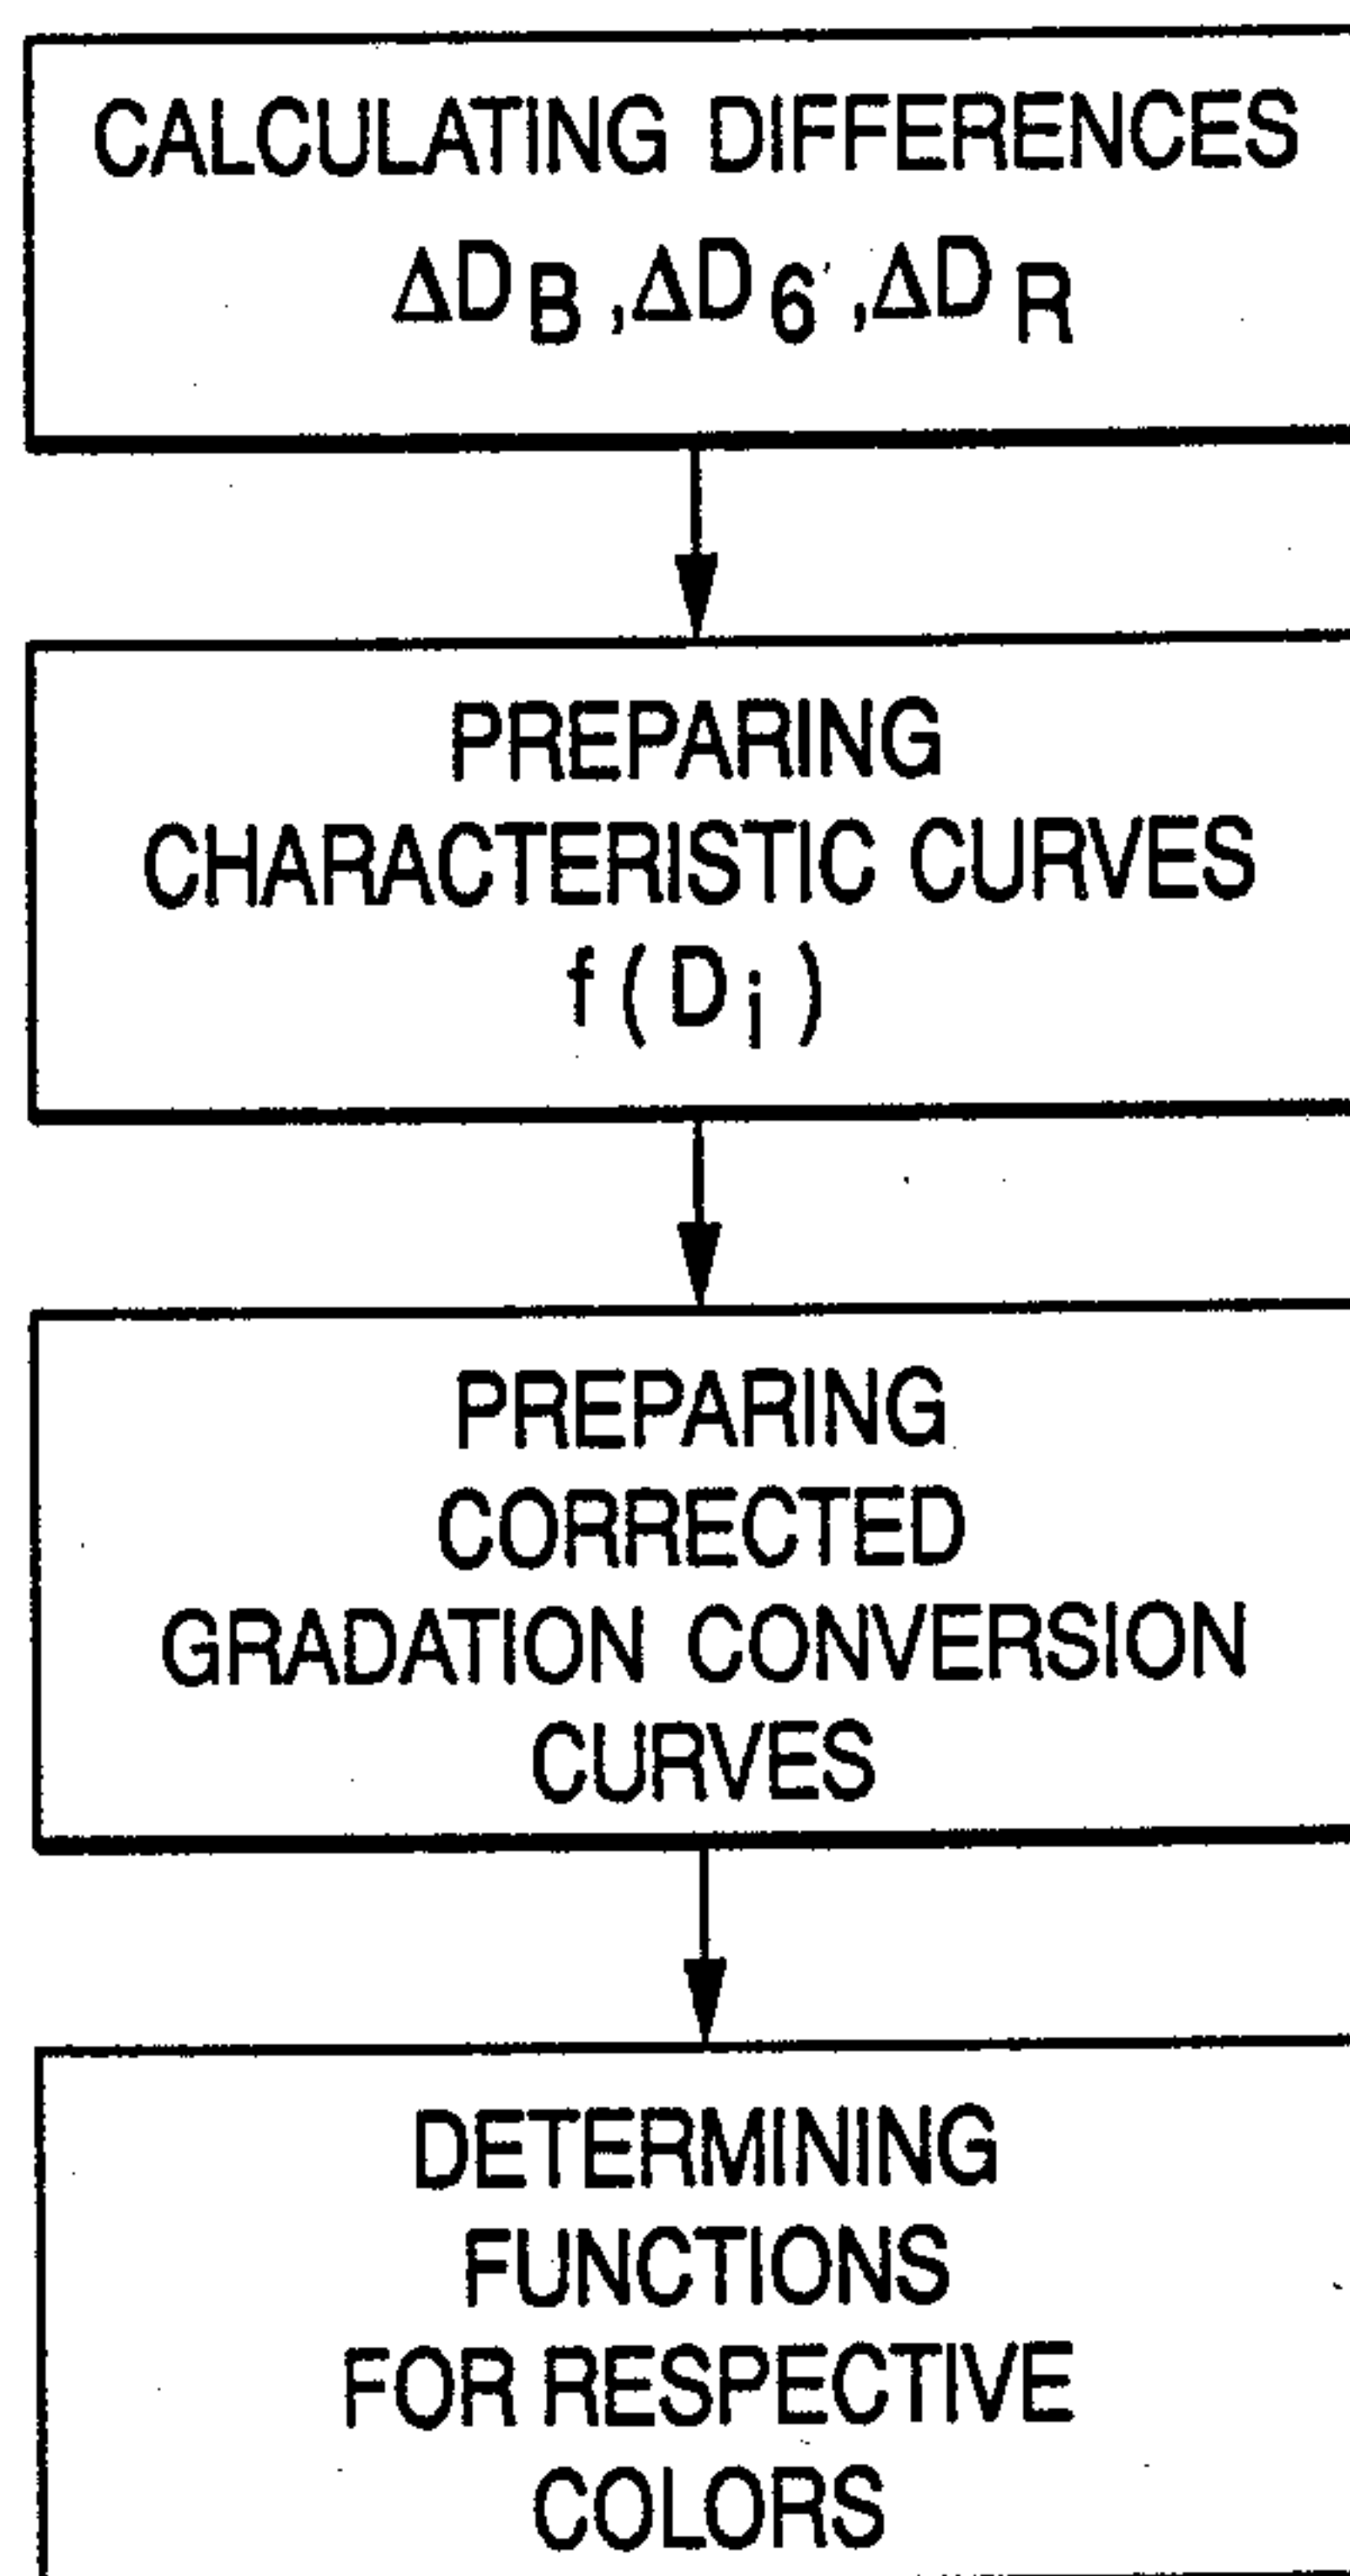 CALCULATING DIFFERENCES
ΔD B , ΔD 6 , ΔD R
PREPARING
CHARACTERISTIC CURVES
f ( D i )
PREPARING
CORRECTED
GRADATION CONVERSION
CURVES
DETERMINING
FUNCTIONS
FOR RESPECTIVE
COLORS